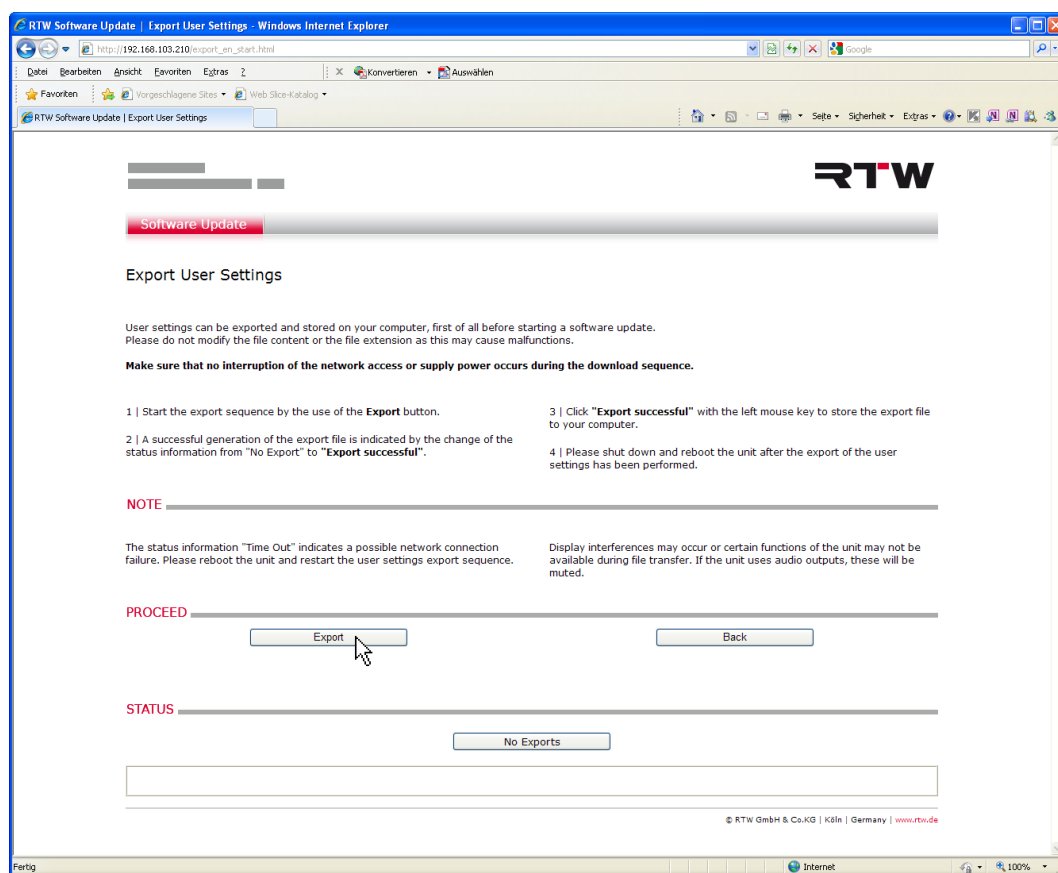 RTW Software Update | Export User Settings - Windows Internet Explorer
http://192.168.103.210/export_en_start.html
Google
Datei Bearbeiten Ansicht Favoriten Extras ?
X Konvertieren Auswählen
Favoriten Vorgeschlagene Sites Web Slice-Katalog
RTW Software Update | Export User Settings
Seite Sicherheit Extras
RTW
Software Update
Export User Settings
User settings can be exported and stored on your computer, first of all before starting a software update.
Please do not modify the file content or the file extension as this may cause malfunctions.
Make sure that no interruption of the network access or supply power occurs during the download sequence.
1 | Start the export sequence by the use of the Export button.
2 | A successful generation of the export file is indicated by the change of the
status information from "No Export" to "Export successful".
3 | Click "Export successful" with the left mouse key to store the export file
to your computer.
4 | Please shut down and reboot the unit after the export of the user
settings has been performed.
NOTE
The status information "Time Out" indicates a possible network connection
failure. Please reboot the unit and restart the user settings export sequence.
Display interferences may occur or certain functions of the unit may not be
available during file transfer. If the unit uses audio outputs, these will be
muted.
PROCEED
Export
Back
STATUS
No Exports
© RTW GmbH & Co.KG | Köln | Germany | www.rtw.de
Fertig
Internet
100%